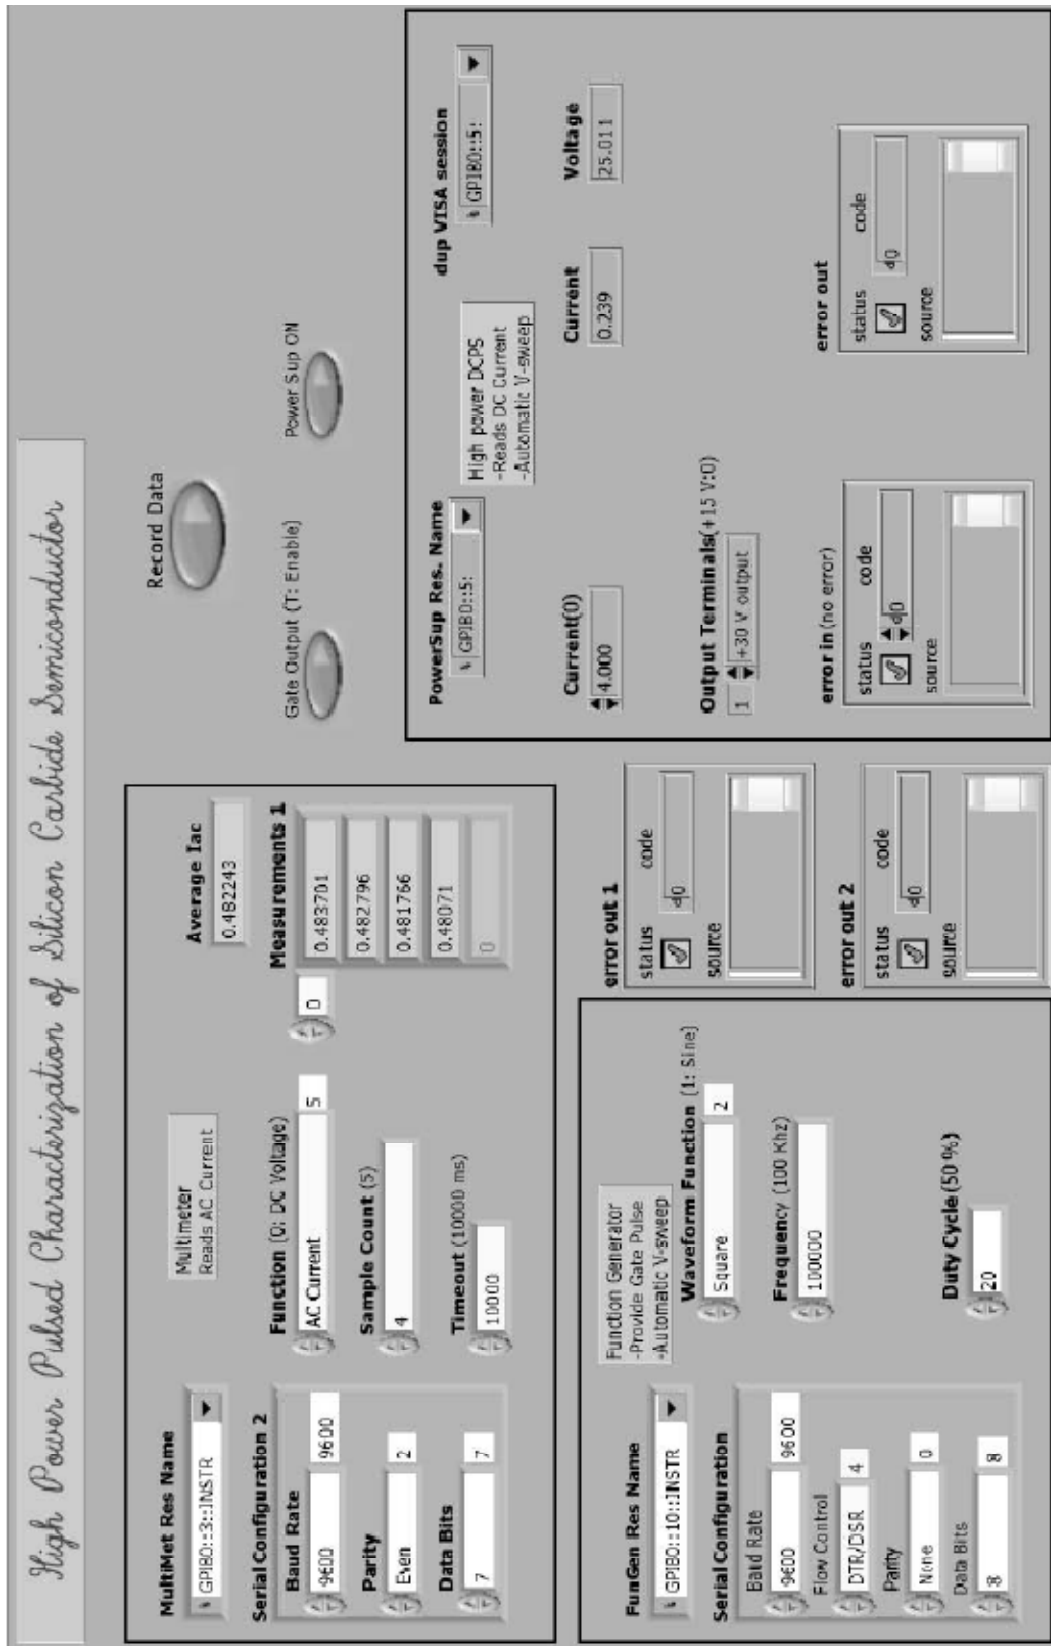 High Power Pulsed Characterization of Silicon Carbide Semiconductor
MultiMet Res Name
GPIB0::3::INSTR
Multimeter
Reads AC Current
Serial Configuration 2
Baud Rate
9600 9600
Parity
Even 2
Data Bits
7 7
Function (0: DC Voltage)
AC Current 5
Sample Count (5)
4
Timeout (10000 ms)
10000
Average Iac
0.482243
Measurements 1
0
0.483701
0.482796
0.481766
0.48071
0
Record Data
Gate Output (T: Enable)
Power Sup ON
FunGen Res Name
GPIB0::10::INSTR
Function Generator
-Provide Gate Pulse
-Automatic V-sweep
Serial Configuration
Baud Rate
9600 9600
Flow Control
DTR/DSR 4
Parity
None 0
Data Bits
8 8
Waveform Function (1: Sine)
Square 2
Frequency (100 Khz)
100000
Duty Cycle (50 %)
20
error out 1
status code
0
source
error out 2
status code
0
source
PowerSup Res. Name
GPIB0::5:
High power DCPS
-Reads DC Current
-Automatic V-sweep
dup VISA session
GPIB0::5:
Current(0)
4.000
Current
0.239
Voltage
25.011
Output Terminals(+15 V:0)
1 +30 V output
error in (no error)
status code
0
source
error out
status code
0
source